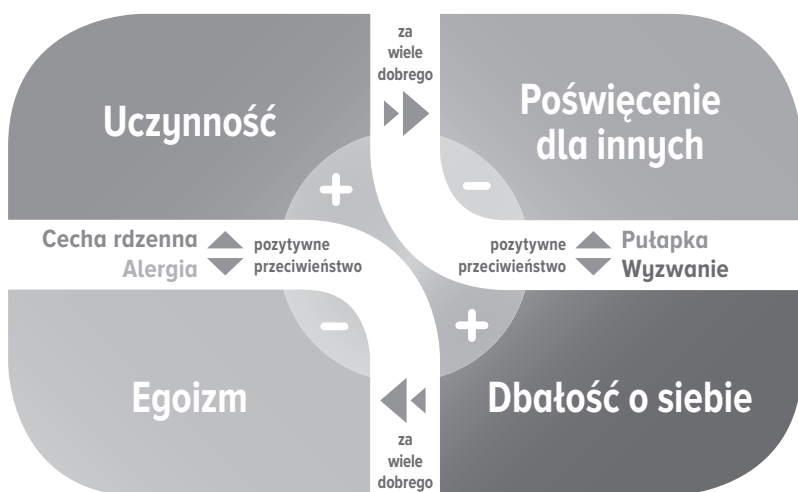 za
wiele
dobrego
Uczynność
Poświęcenie
dla innych
+
−
Cecha rdzenna
Alergia
pozytywne
przeciwieństwo
pozytywne
przeciwieństwo
Pułapka
Wyzwanie
−
+
Egoizm
Dbałość o siebie
za
wiele
dobrego